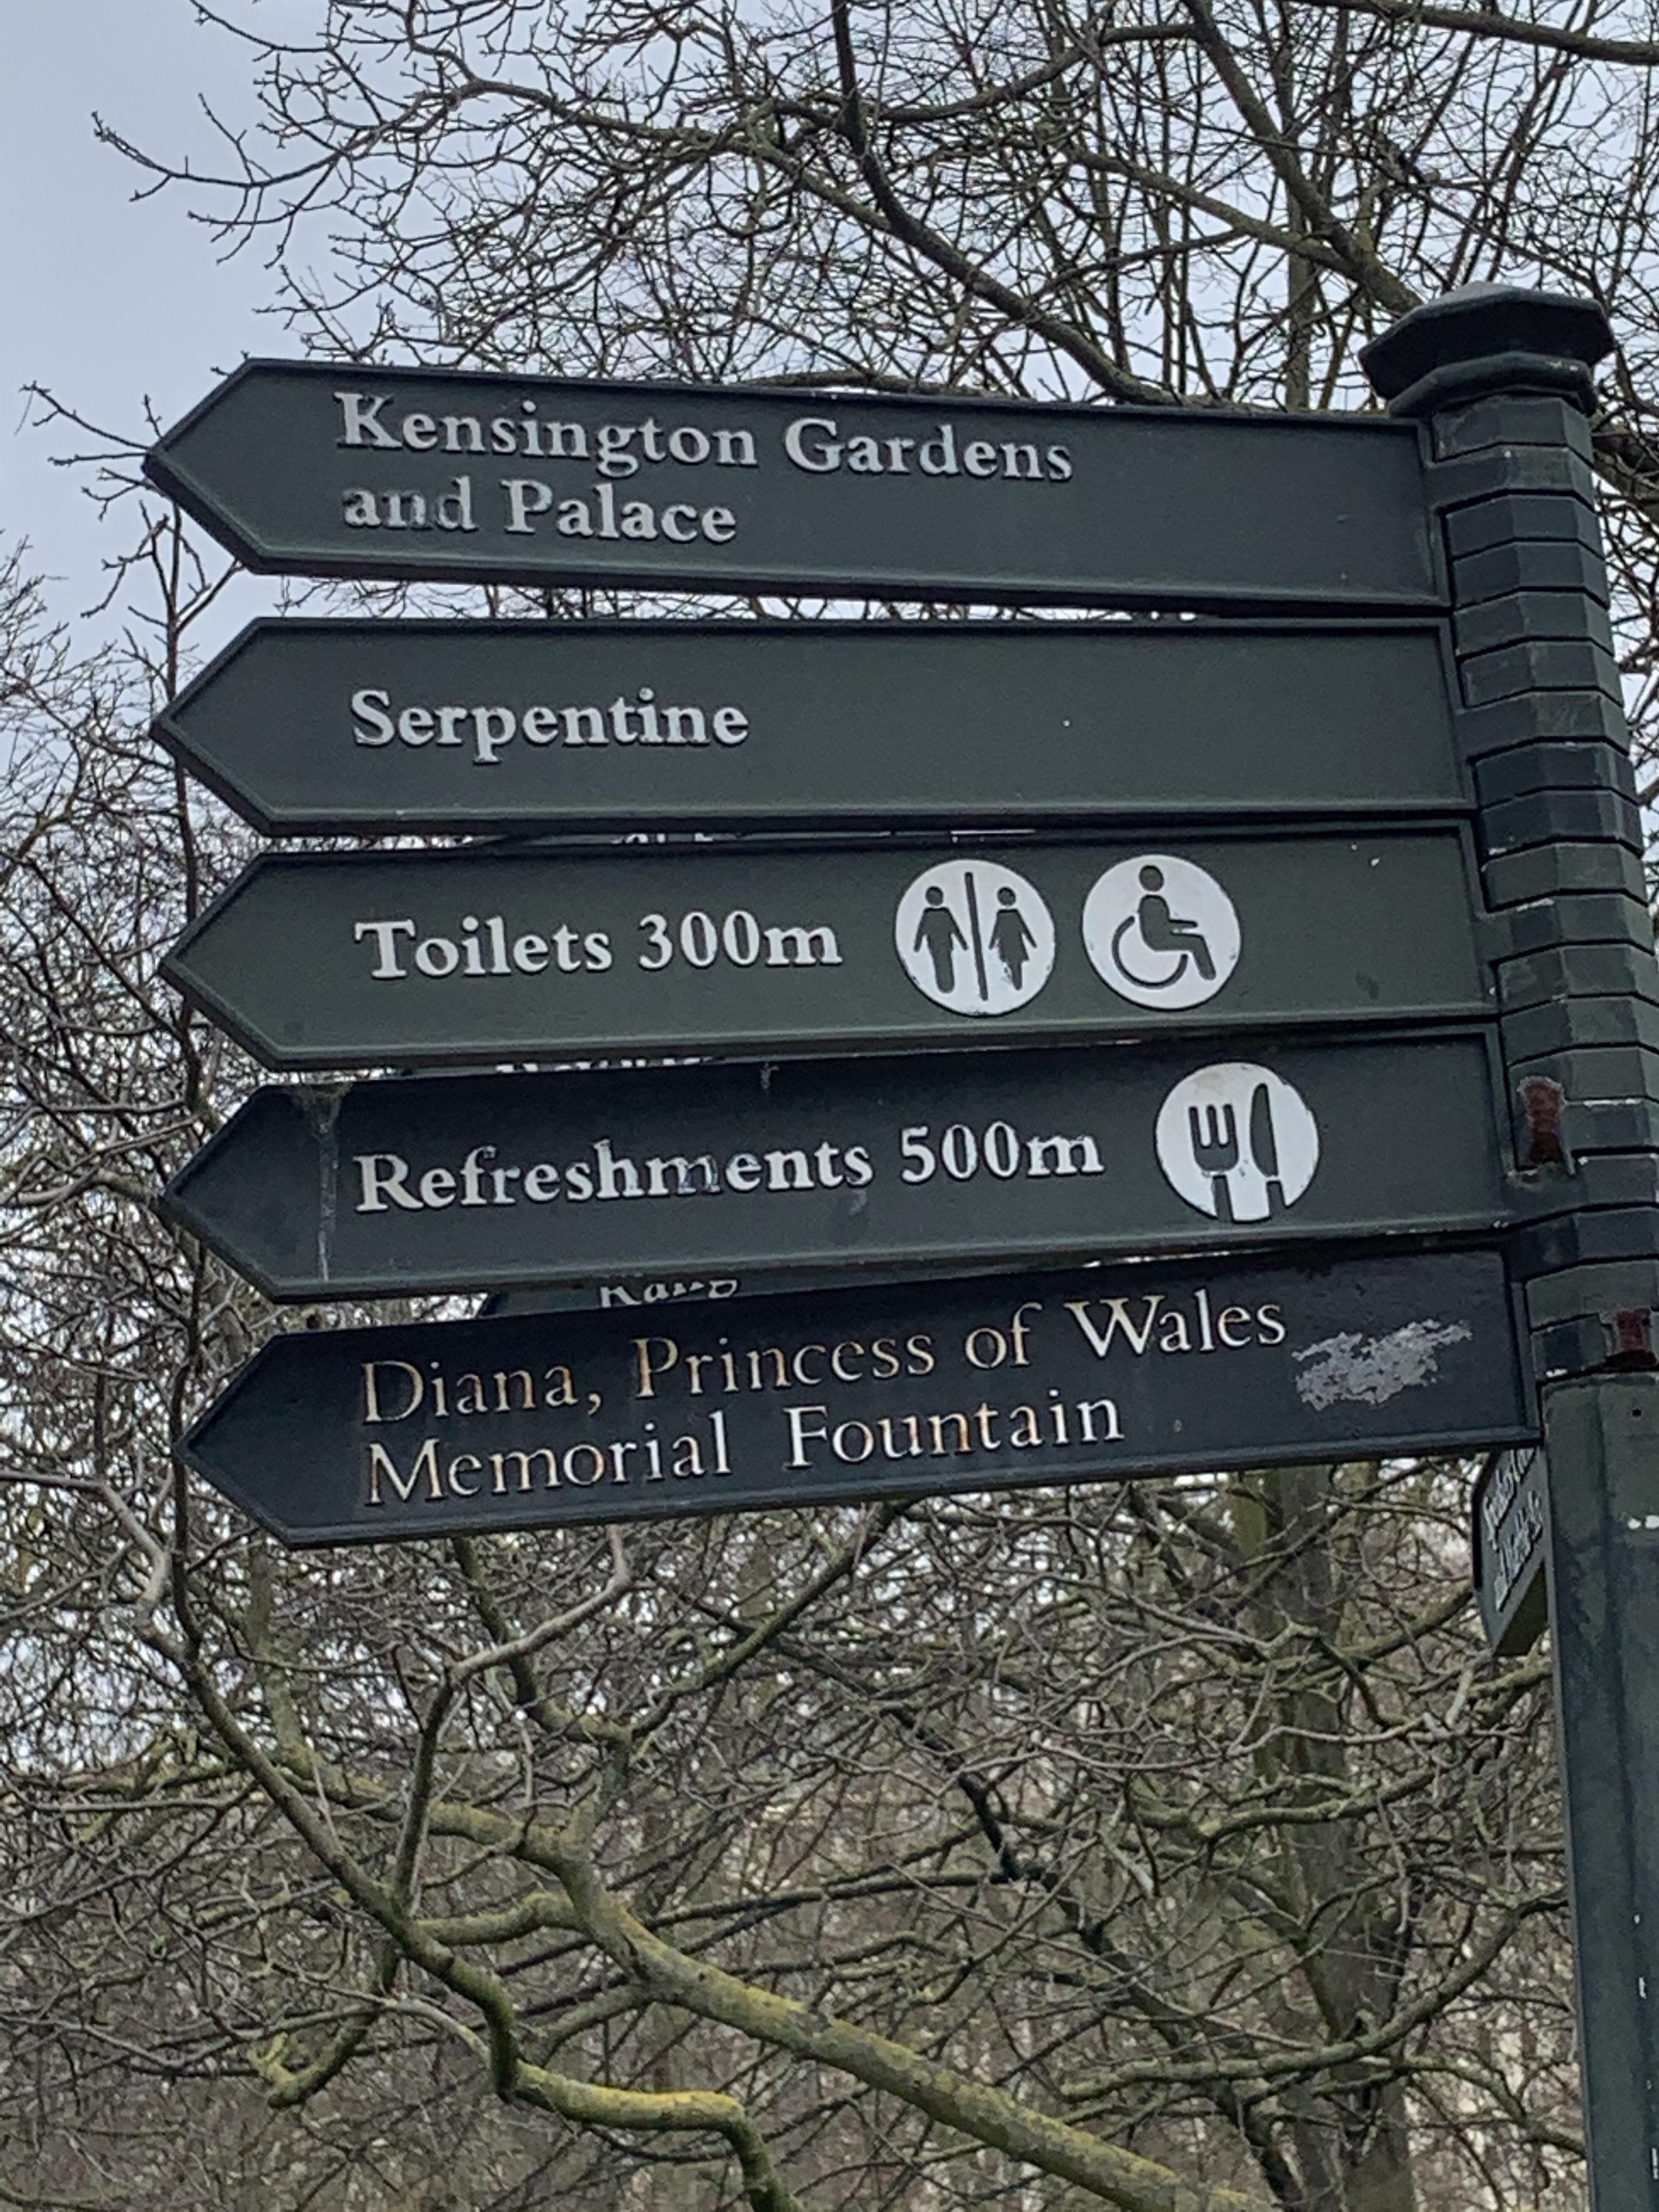 Kensington Gardens
and Palace
Serpentine
Toilets 300m
Refreshments 500m
Diana, Princess of Wales
Memorial Fountain